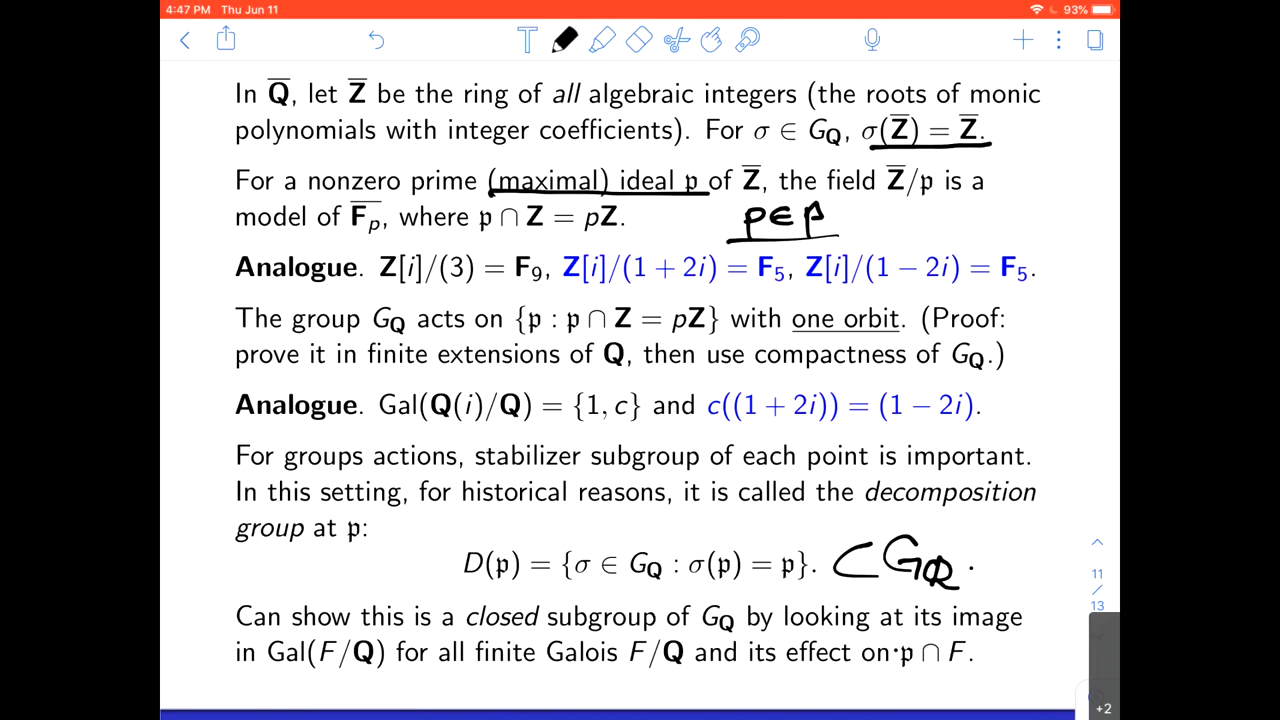 4:47 PM Thu Jun 11 93%
In Q̅, let Z̅ be the ring of all algebraic integers (the roots of monic
polynomials with integer coefficients). For σ ∈ G_Q, σ(Z̅) = Z̅.
For a nonzero prime (maximal) ideal 𝔭 of Z̅, the field Z̅/𝔭 is a
model of F̅_p, where 𝔭 ∩ Z = pZ. p∈𝔭
Analogue. Z[i]/(3) = F₉, Z[i]/(1 + 2i) = F₅, Z[i]/(1 − 2i) = F₅.
The group G_Q acts on {𝔭 : 𝔭 ∩ Z = pZ} with one orbit. (Proof:
prove it in finite extensions of Q, then use compactness of G_Q.)
Analogue. Gal(Q(i)/Q) = {1, c} and c((1 + 2i)) = (1 − 2i).
For groups actions, stabilizer subgroup of each point is important.
In this setting, for historical reasons, it is called the decomposition
group at 𝔭:
D(𝔭) = {σ ∈ G_Q : σ(𝔭) = 𝔭}. ⊂ G_Q.
Can show this is a closed subgroup of G_Q by looking at its image
in Gal(F/Q) for all finite Galois F/Q and its effect on 𝔭 ∩ F.
11
/
13
+2